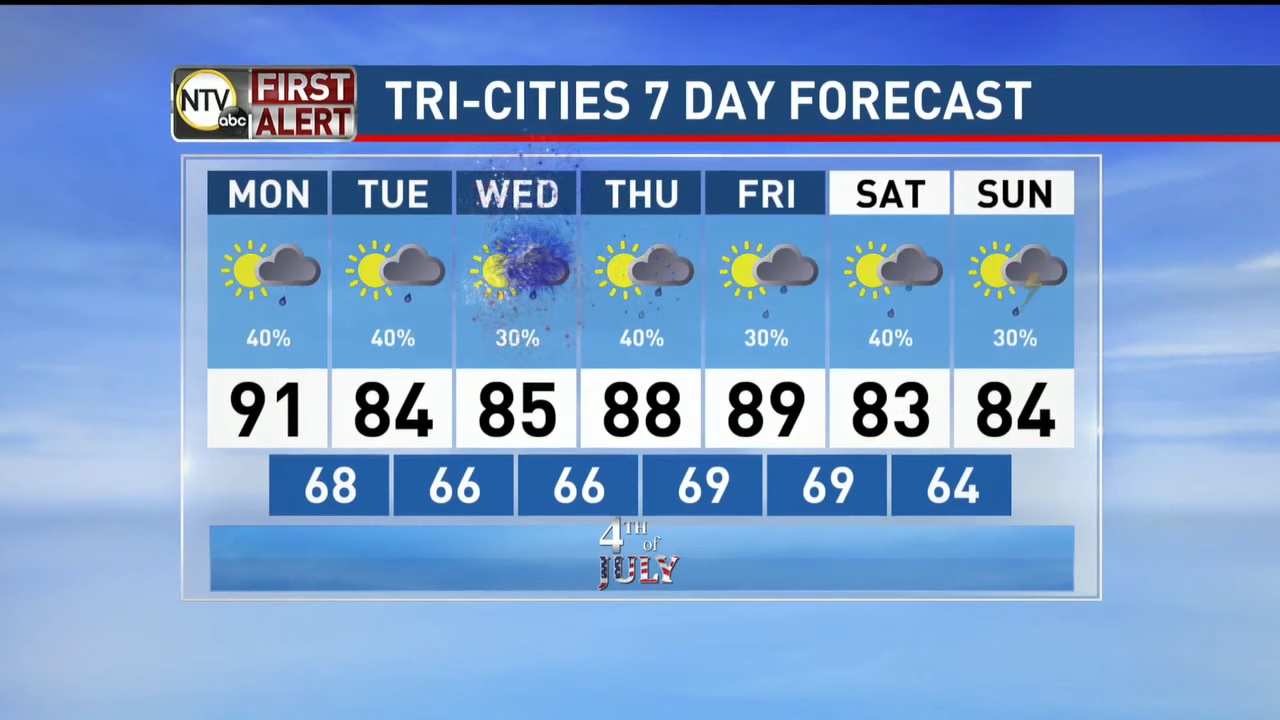 NTV
abc
FIRST
ALERT
TRI-CITIES 7 DAY FORECAST
MON TUE WED THU FRI SAT SUN
40% 40% 30% 40% 30% 40% 30%
91 84 85 88 89 83 84
68 66 66 69 69 64
4TH
of
JULY